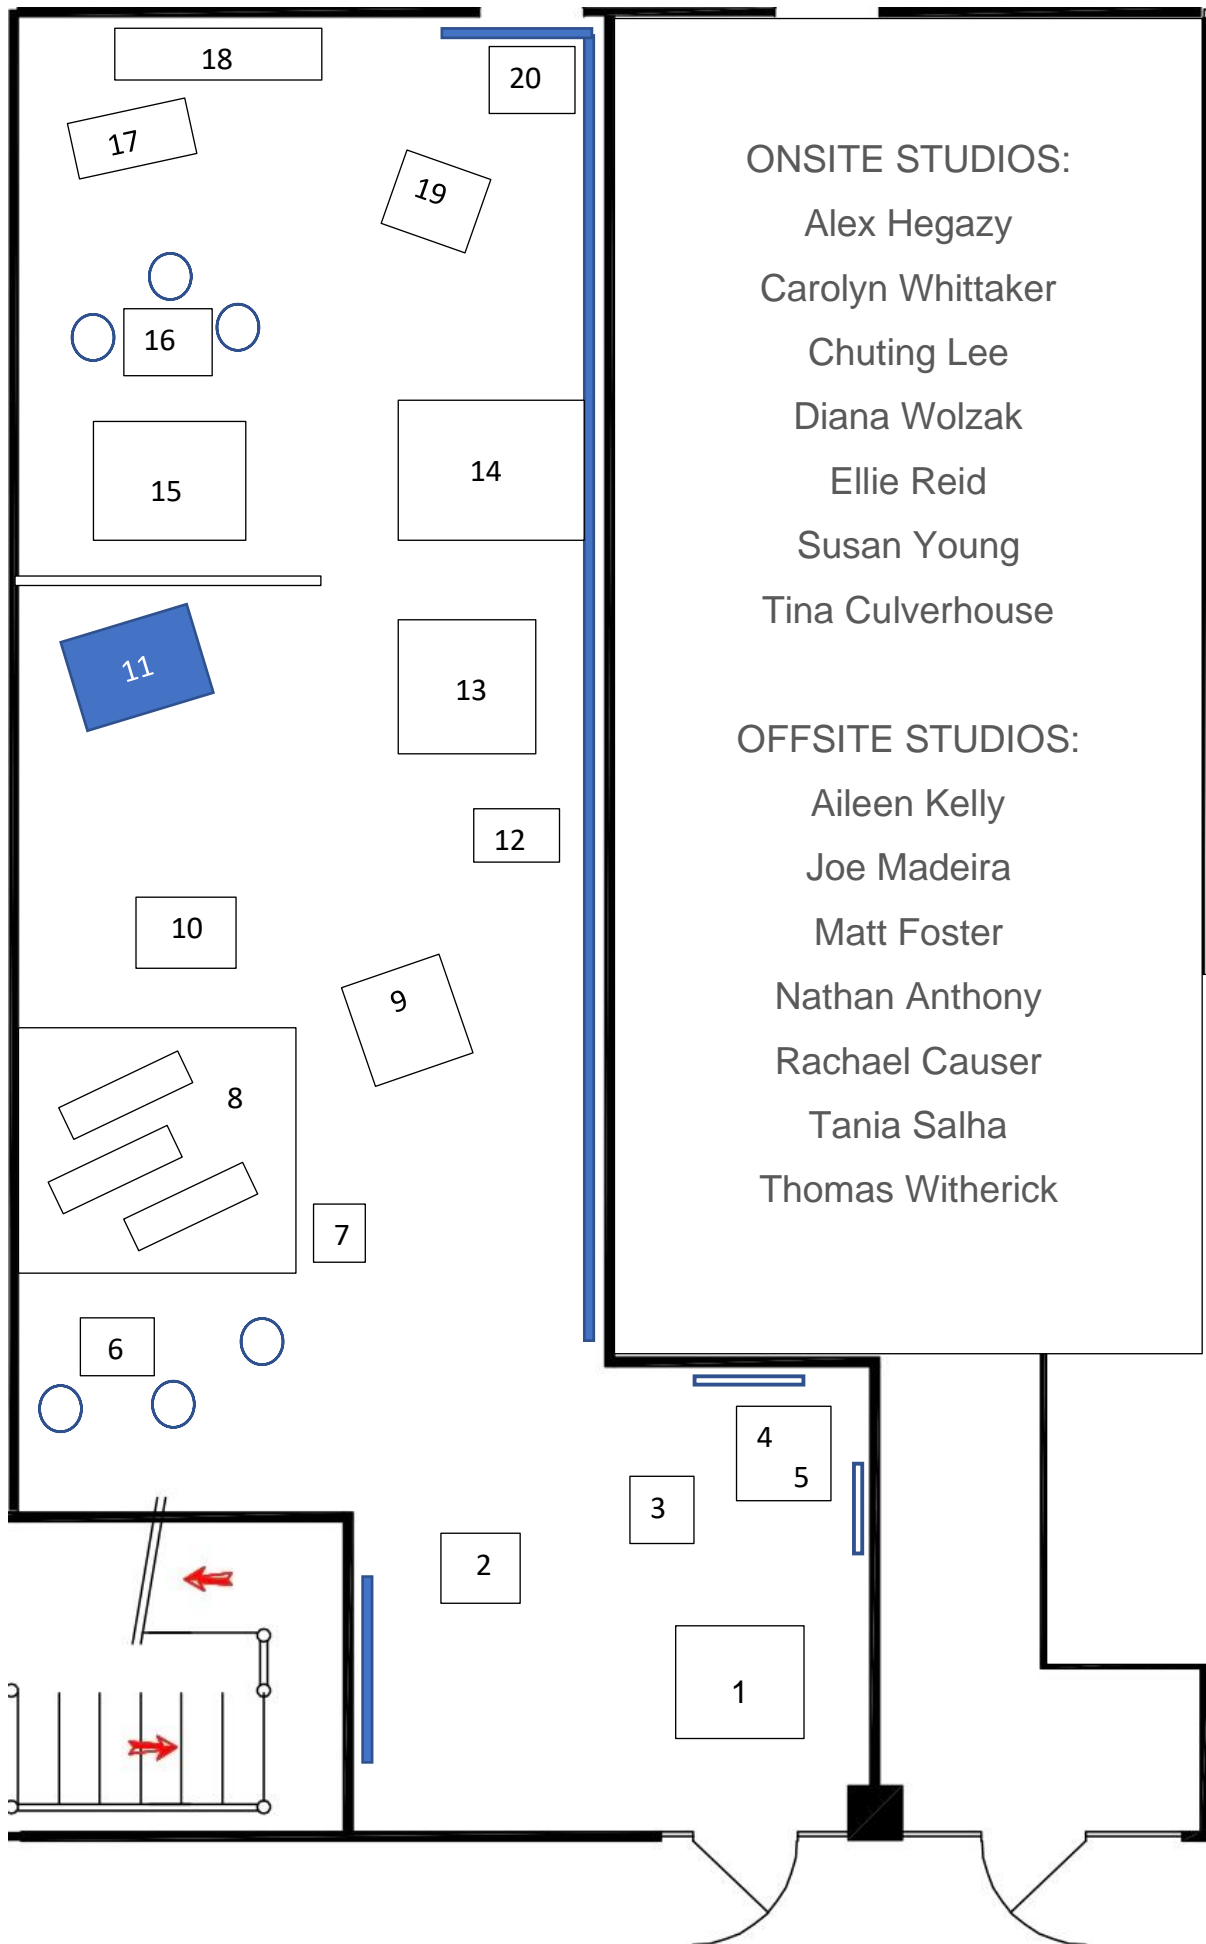 18
20
17
19
16
15
14
11
13
12
10
9
8
7
6
4
5
3
2
1
ONSITE STUDIOS:
Alex Hegazy
Carolyn Whittaker
Chuting Lee
Diana Wolzak
Ellie Reid
Susan Young
Tina Culverhouse
OFFSITE STUDIOS:
Aileen Kelly
Joe Madeira
Matt Foster
Nathan Anthony
Rachael Causer
Tania Salha
Thomas Witherick